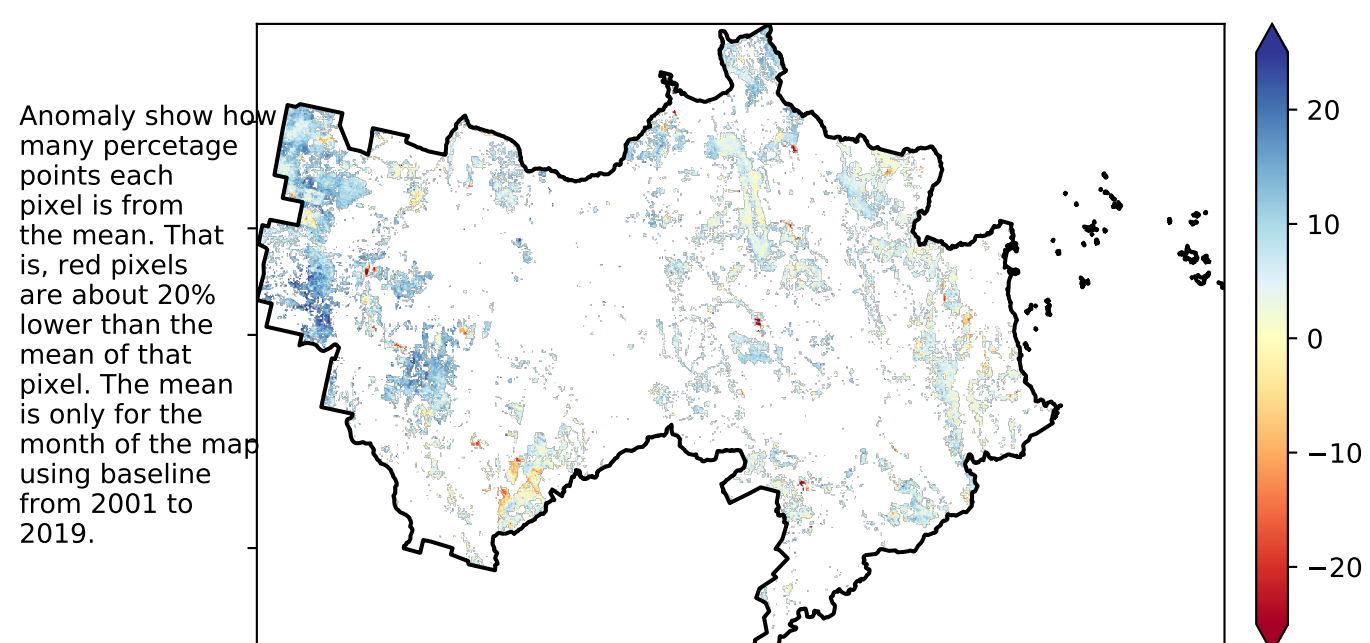 Anomaly show how
many percetage
points each
pixel is from
the mean. That
is, red pixels
are about 20%
lower than the
mean of that
pixel. The mean
is only for the
month of the map
using baseline
from 2001 to
2019.
20
10
0
−10
−20